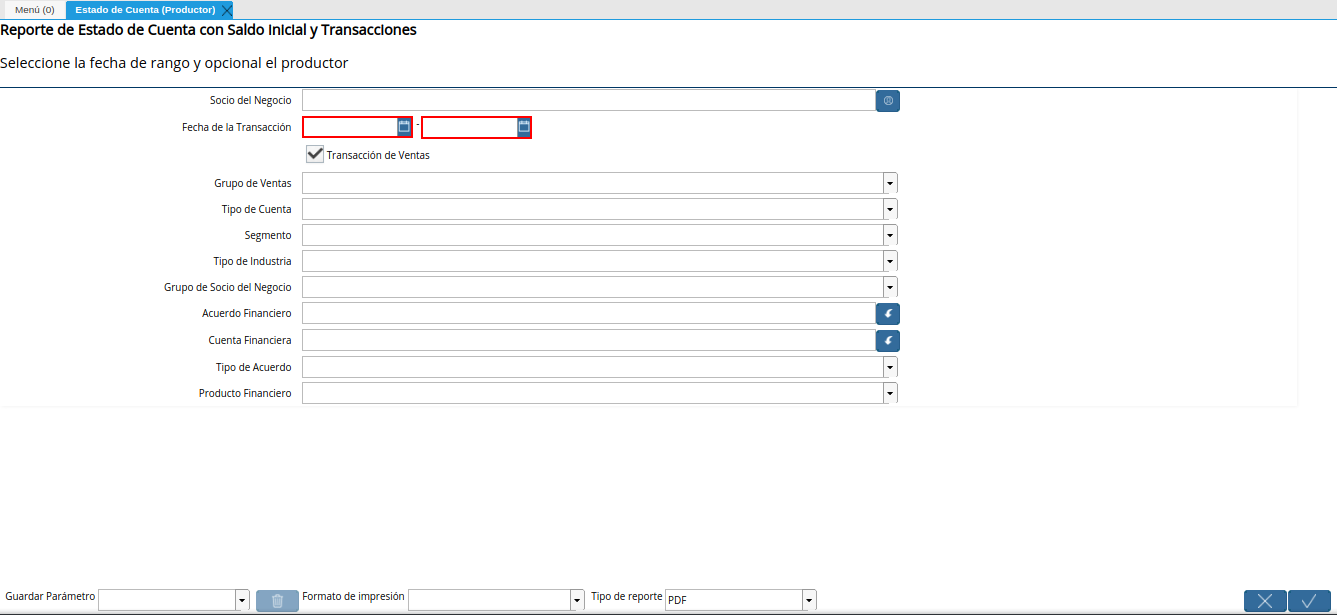 Menú (0) Estado de Cuenta (Productor)
Reporte de Estado de Cuenta con Saldo Inicial y Transacciones
Seleccione la fecha de rango y opcional el productor
Socio del Negocio
Fecha de la Transacción -
Transacción de Ventas
Grupo de Ventas
Tipo de Cuenta
Segmento
Tipo de Industria
Grupo de Socio del Negocio
Acuerdo Financiero
Cuenta Financiera
Tipo de Acuerdo
Producto Financiero
Guardar Parámetro Formato de impresión Tipo de reporte PDF